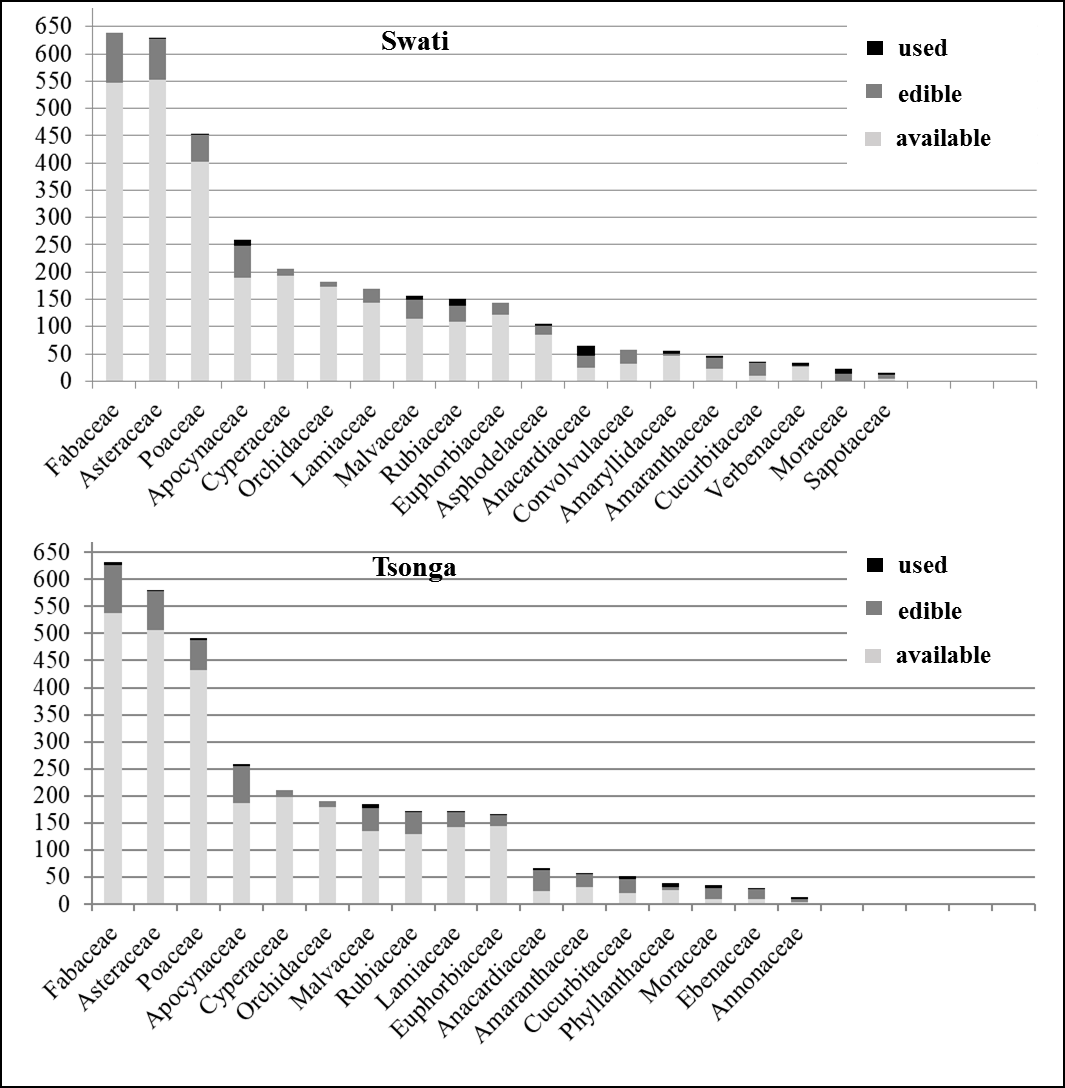 Swati
used
edible
available
650
600
550
500
450
400
350
300
250
200
150
100
50
0
Fabaceae
Asteraceae
Poaceae
Apocynaceae
Cyperaceae
Orchidaceae
Lamiaceae
Malvaceae
Rubiaceae
Euphorbiaceae
Asphodelaceae
Anacardiaceae
Convolvulaceae
Amaryllidaceae
Amaranthaceae
Cucurbitaceae
Verbenaceae
Moraceae
Sapotaceae
Tsonga
used
edible
available
650
600
550
500
450
400
350
300
250
200
150
100
50
0
Fabaceae
Asteraceae
Poaceae
Apocynaceae
Cyperaceae
Orchidaceae
Malvaceae
Rubiaceae
Lamiaceae
Euphorbiaceae
Anacardiaceae
Amaranthaceae
Cucurbitaceae
Phyllanthaceae
Moraceae
Ebenaceae
Annonaceae